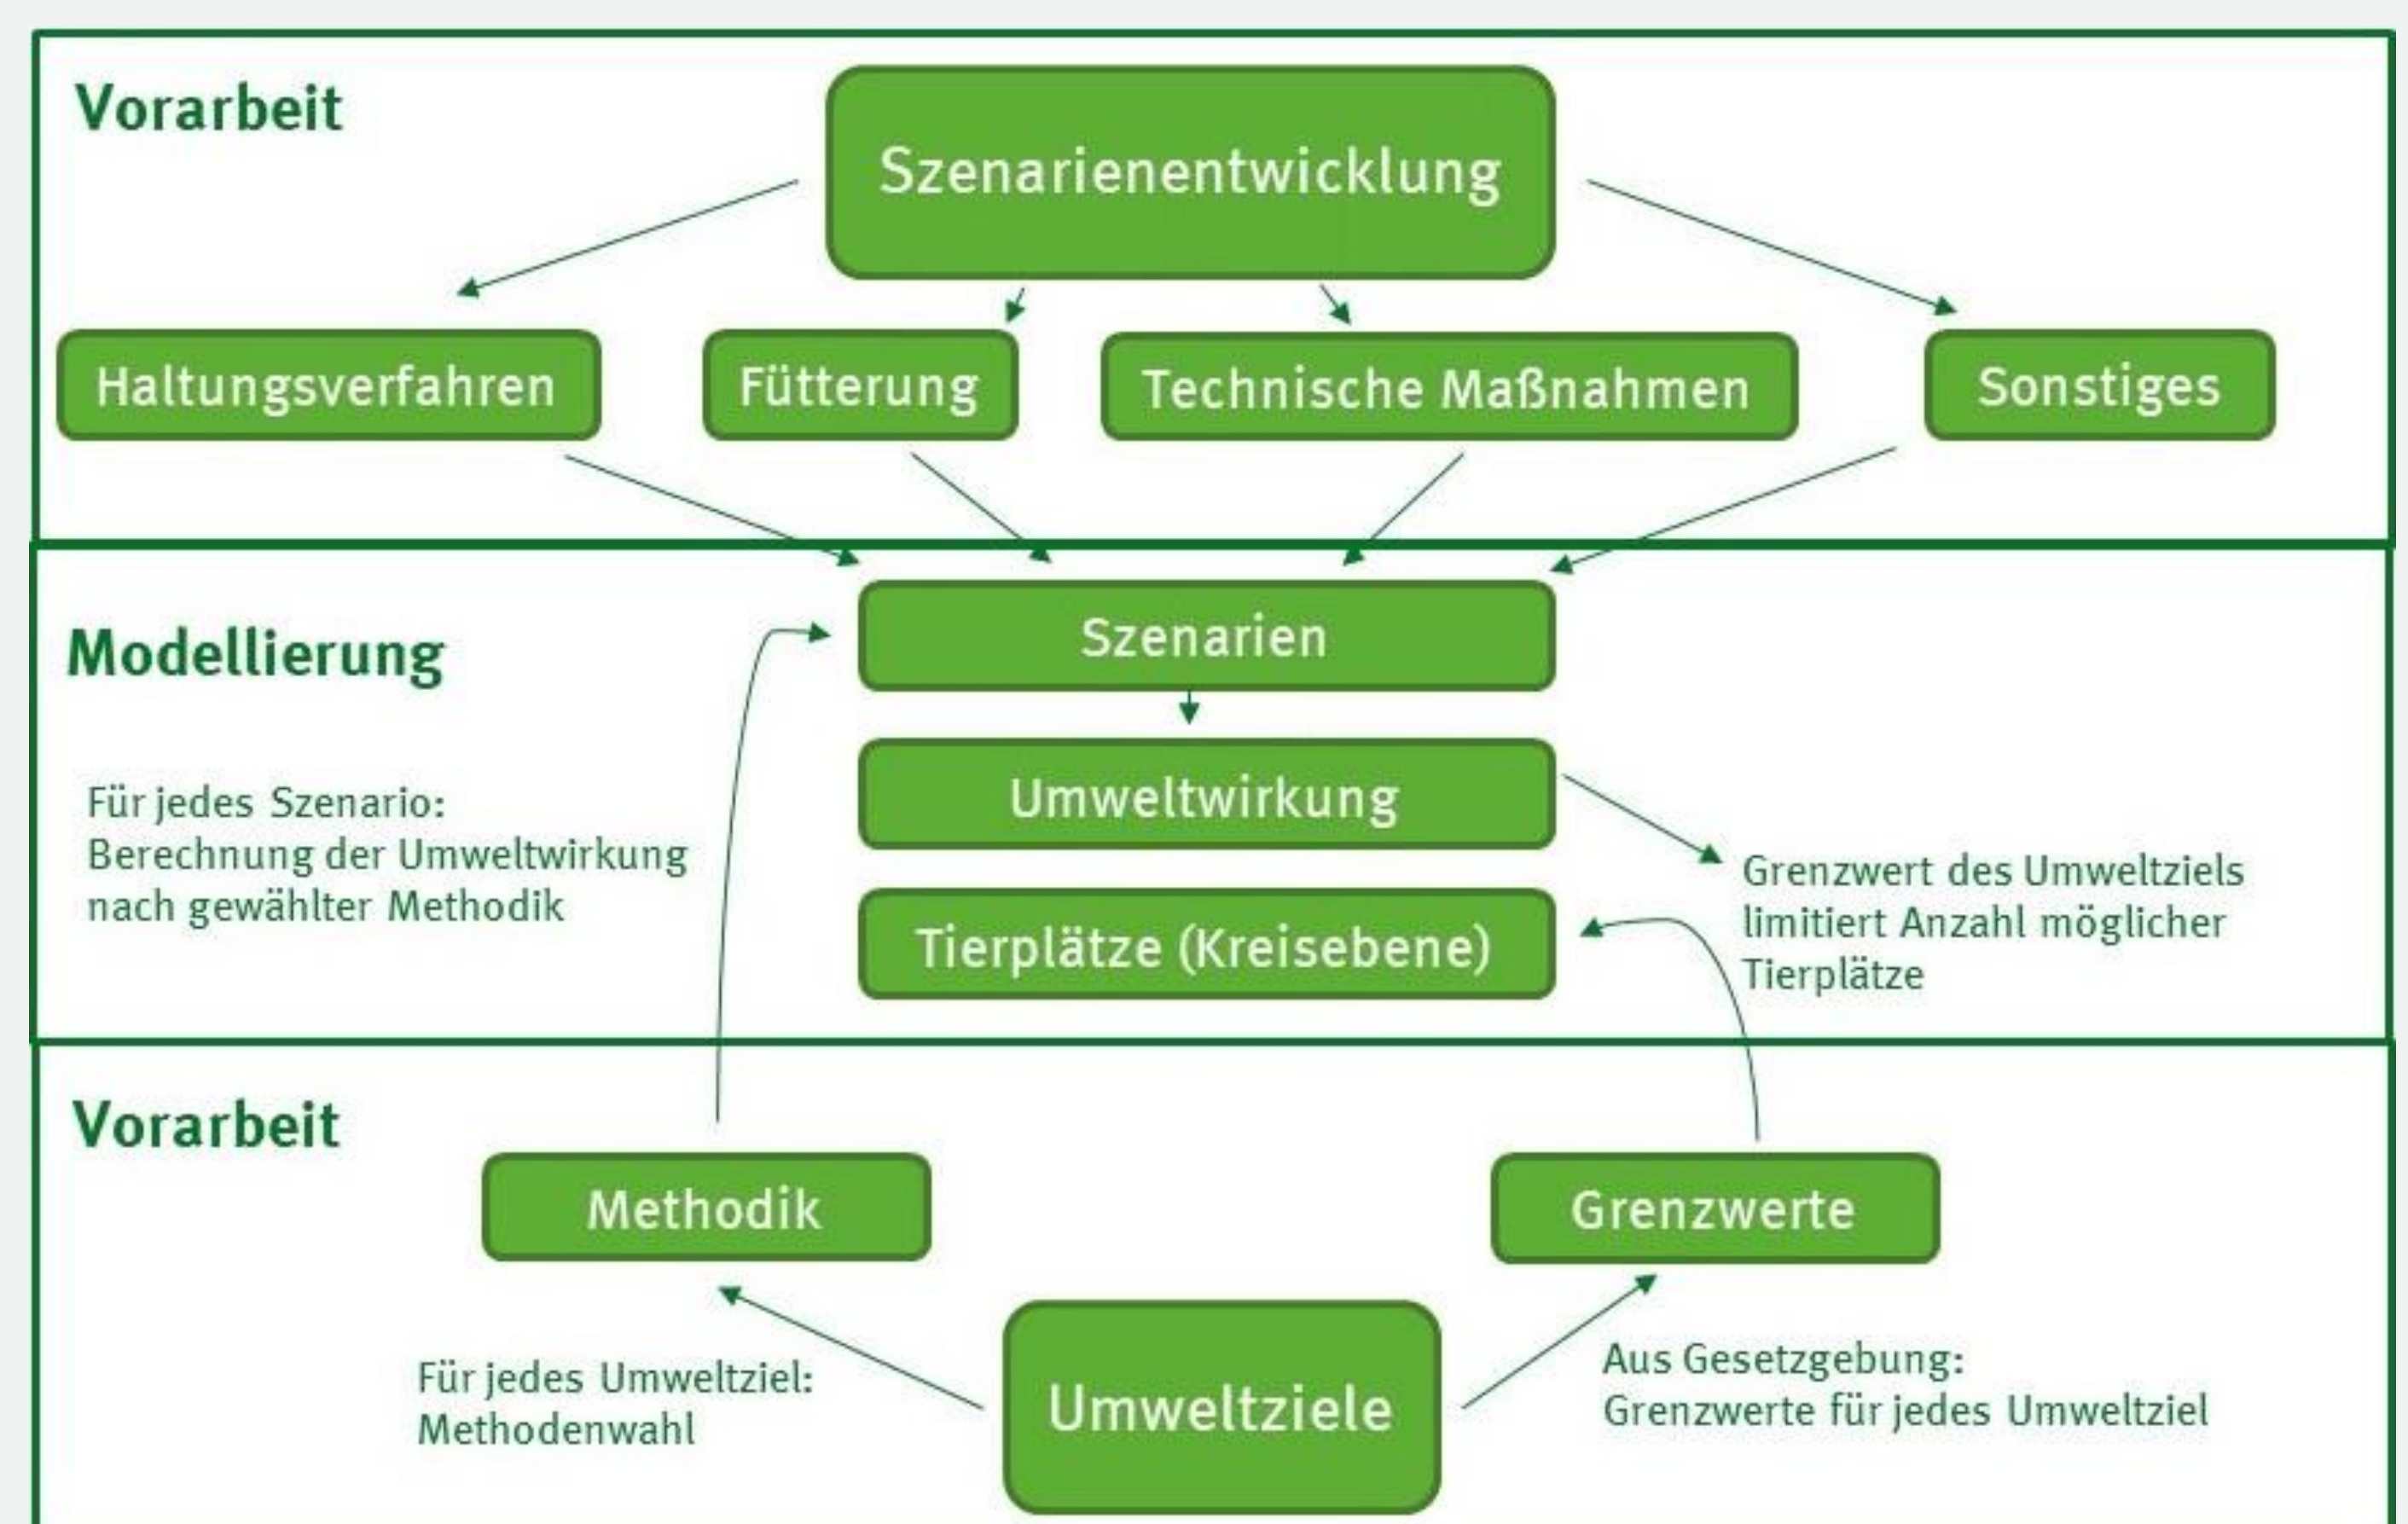 Vorarbeit
Szenarienentwicklung
Haltungsverfahren
Fütterung
Technische Maßnahmen
Sonstiges
Modellierung
Szenarien
Umweltwirkung
Tierplätze (Kreisebene)
Für jedes Szenario:
Berechnung der Umweltwirkung
nach gewählter Methodik
Grenzwert des Umweltziels
limitiert Anzahl möglicher
Tierplätze
Vorarbeit
Methodik
Grenzwerte
Für jedes Umweltziel:
Methodenwahl
Umweltziele
Aus Gesetzgebung:
Grenzwerte für jedes Umweltziel